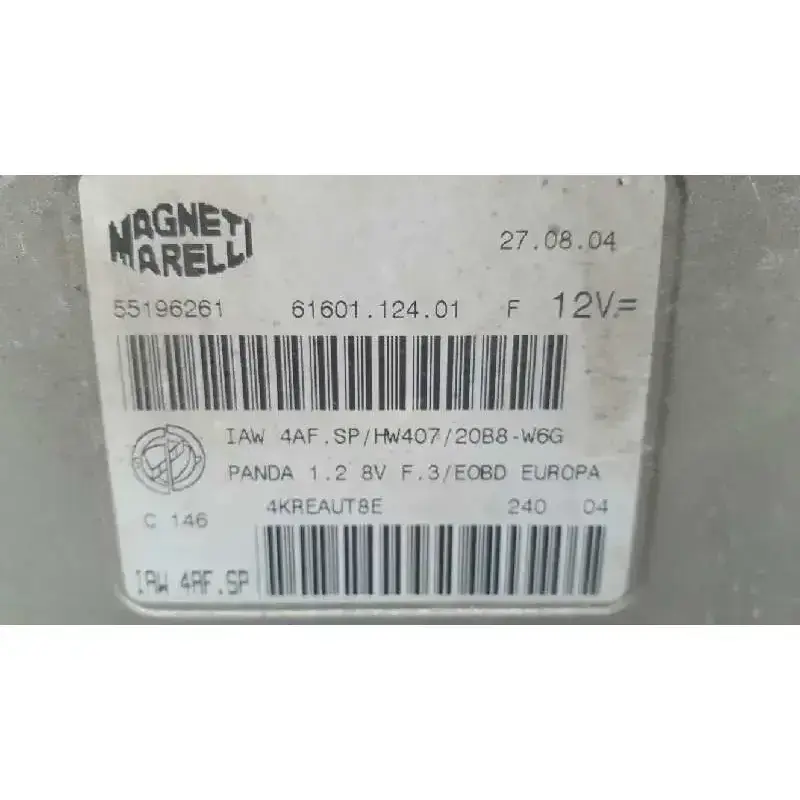 MAGNETI
MARELLI
27.08.04
55196261 61601.124.01 F 12V=
IAW 4AF.SP/HW407/20B8-W6G
PANDA 1.2 8V F.3/EOBD EUROPA
4KREAUT8E 240 04
C 146
IAW 4AF.SP